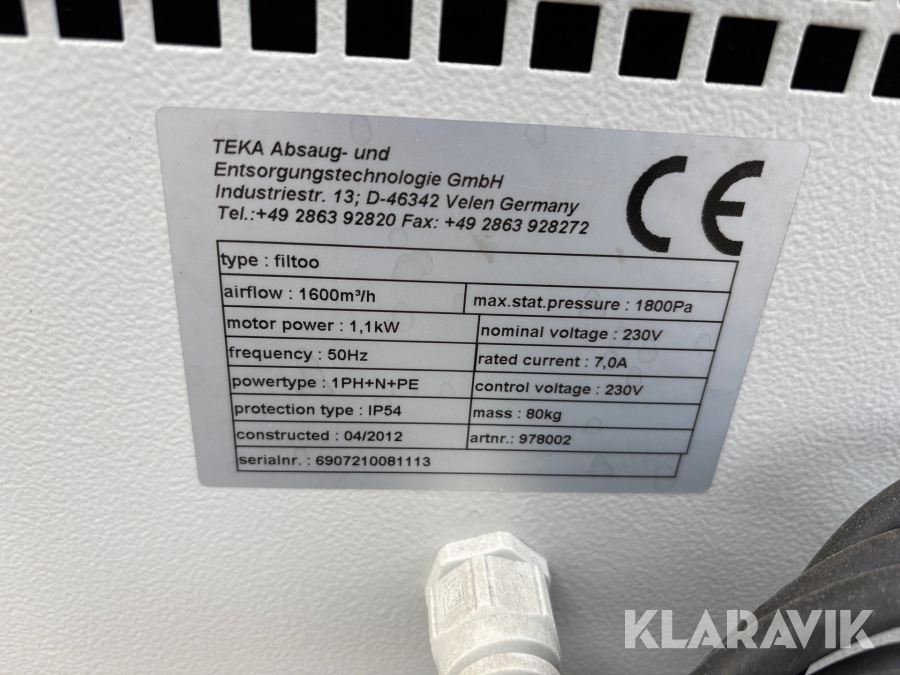 TEKA Absaug- und
Entsorgungstechnologie GmbH
Industriestr. 13; D-46342 Velen Germany
Tel.:+49 2863 92820 Fax: +49 2863 928272
CE
type : filtoo
airflow : 1600m³/h max.stat.pressure : 1800Pa
motor power : 1,1kW nominal voltage : 230V
frequency : 50Hz rated current : 7,0A
powertype : 1PH+N+PE control voltage : 230V
protection type : IP54 mass : 80kg
constructed : 04/2012 artnr.: 978002
serialnr. : 6907210081113
KLARAVIK